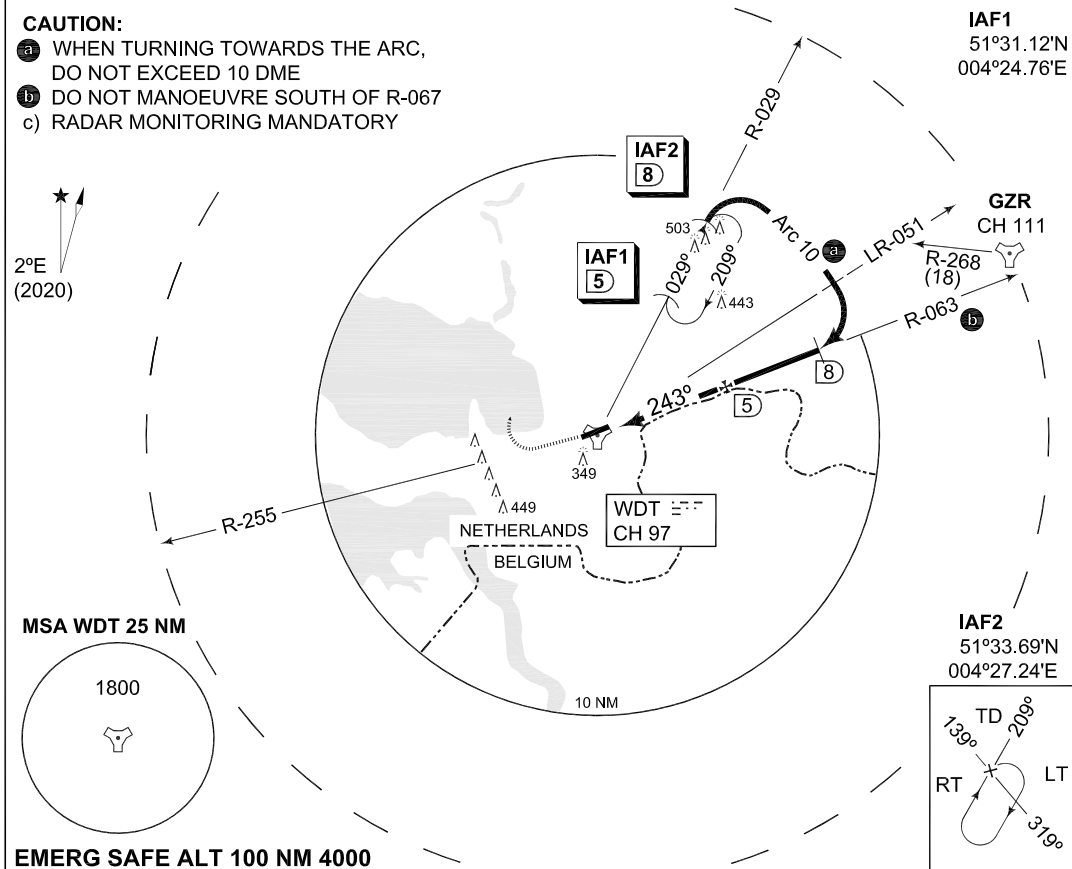 CAUTION:
a WHEN TURNING TOWARDS THE ARC,
DO NOT EXCEED 10 DME
b DO NOT MANOEUVRE SOUTH OF R-067
c) RADAR MONITORING MANDATORY
IAF1
51º31.12'N
004º24.76'E
R-029
IAF2
8
2ºE
(2020)
503
IAF1
5
029º
209º
443
Arc 10 a
LR-051
GZR
CH 111
R-268
(18)
R-063 b
8
243º
5
349
449
R-255
WDT
CH 97
NETHERLANDS
BELGIUM
10 NM
MSA WDT 25 NM
1800
IAF2
51º33.69'N
004º27.24'E
TD
139º
209º
RT
LT
319º
EMERG SAFE ALT 100 NM 4000